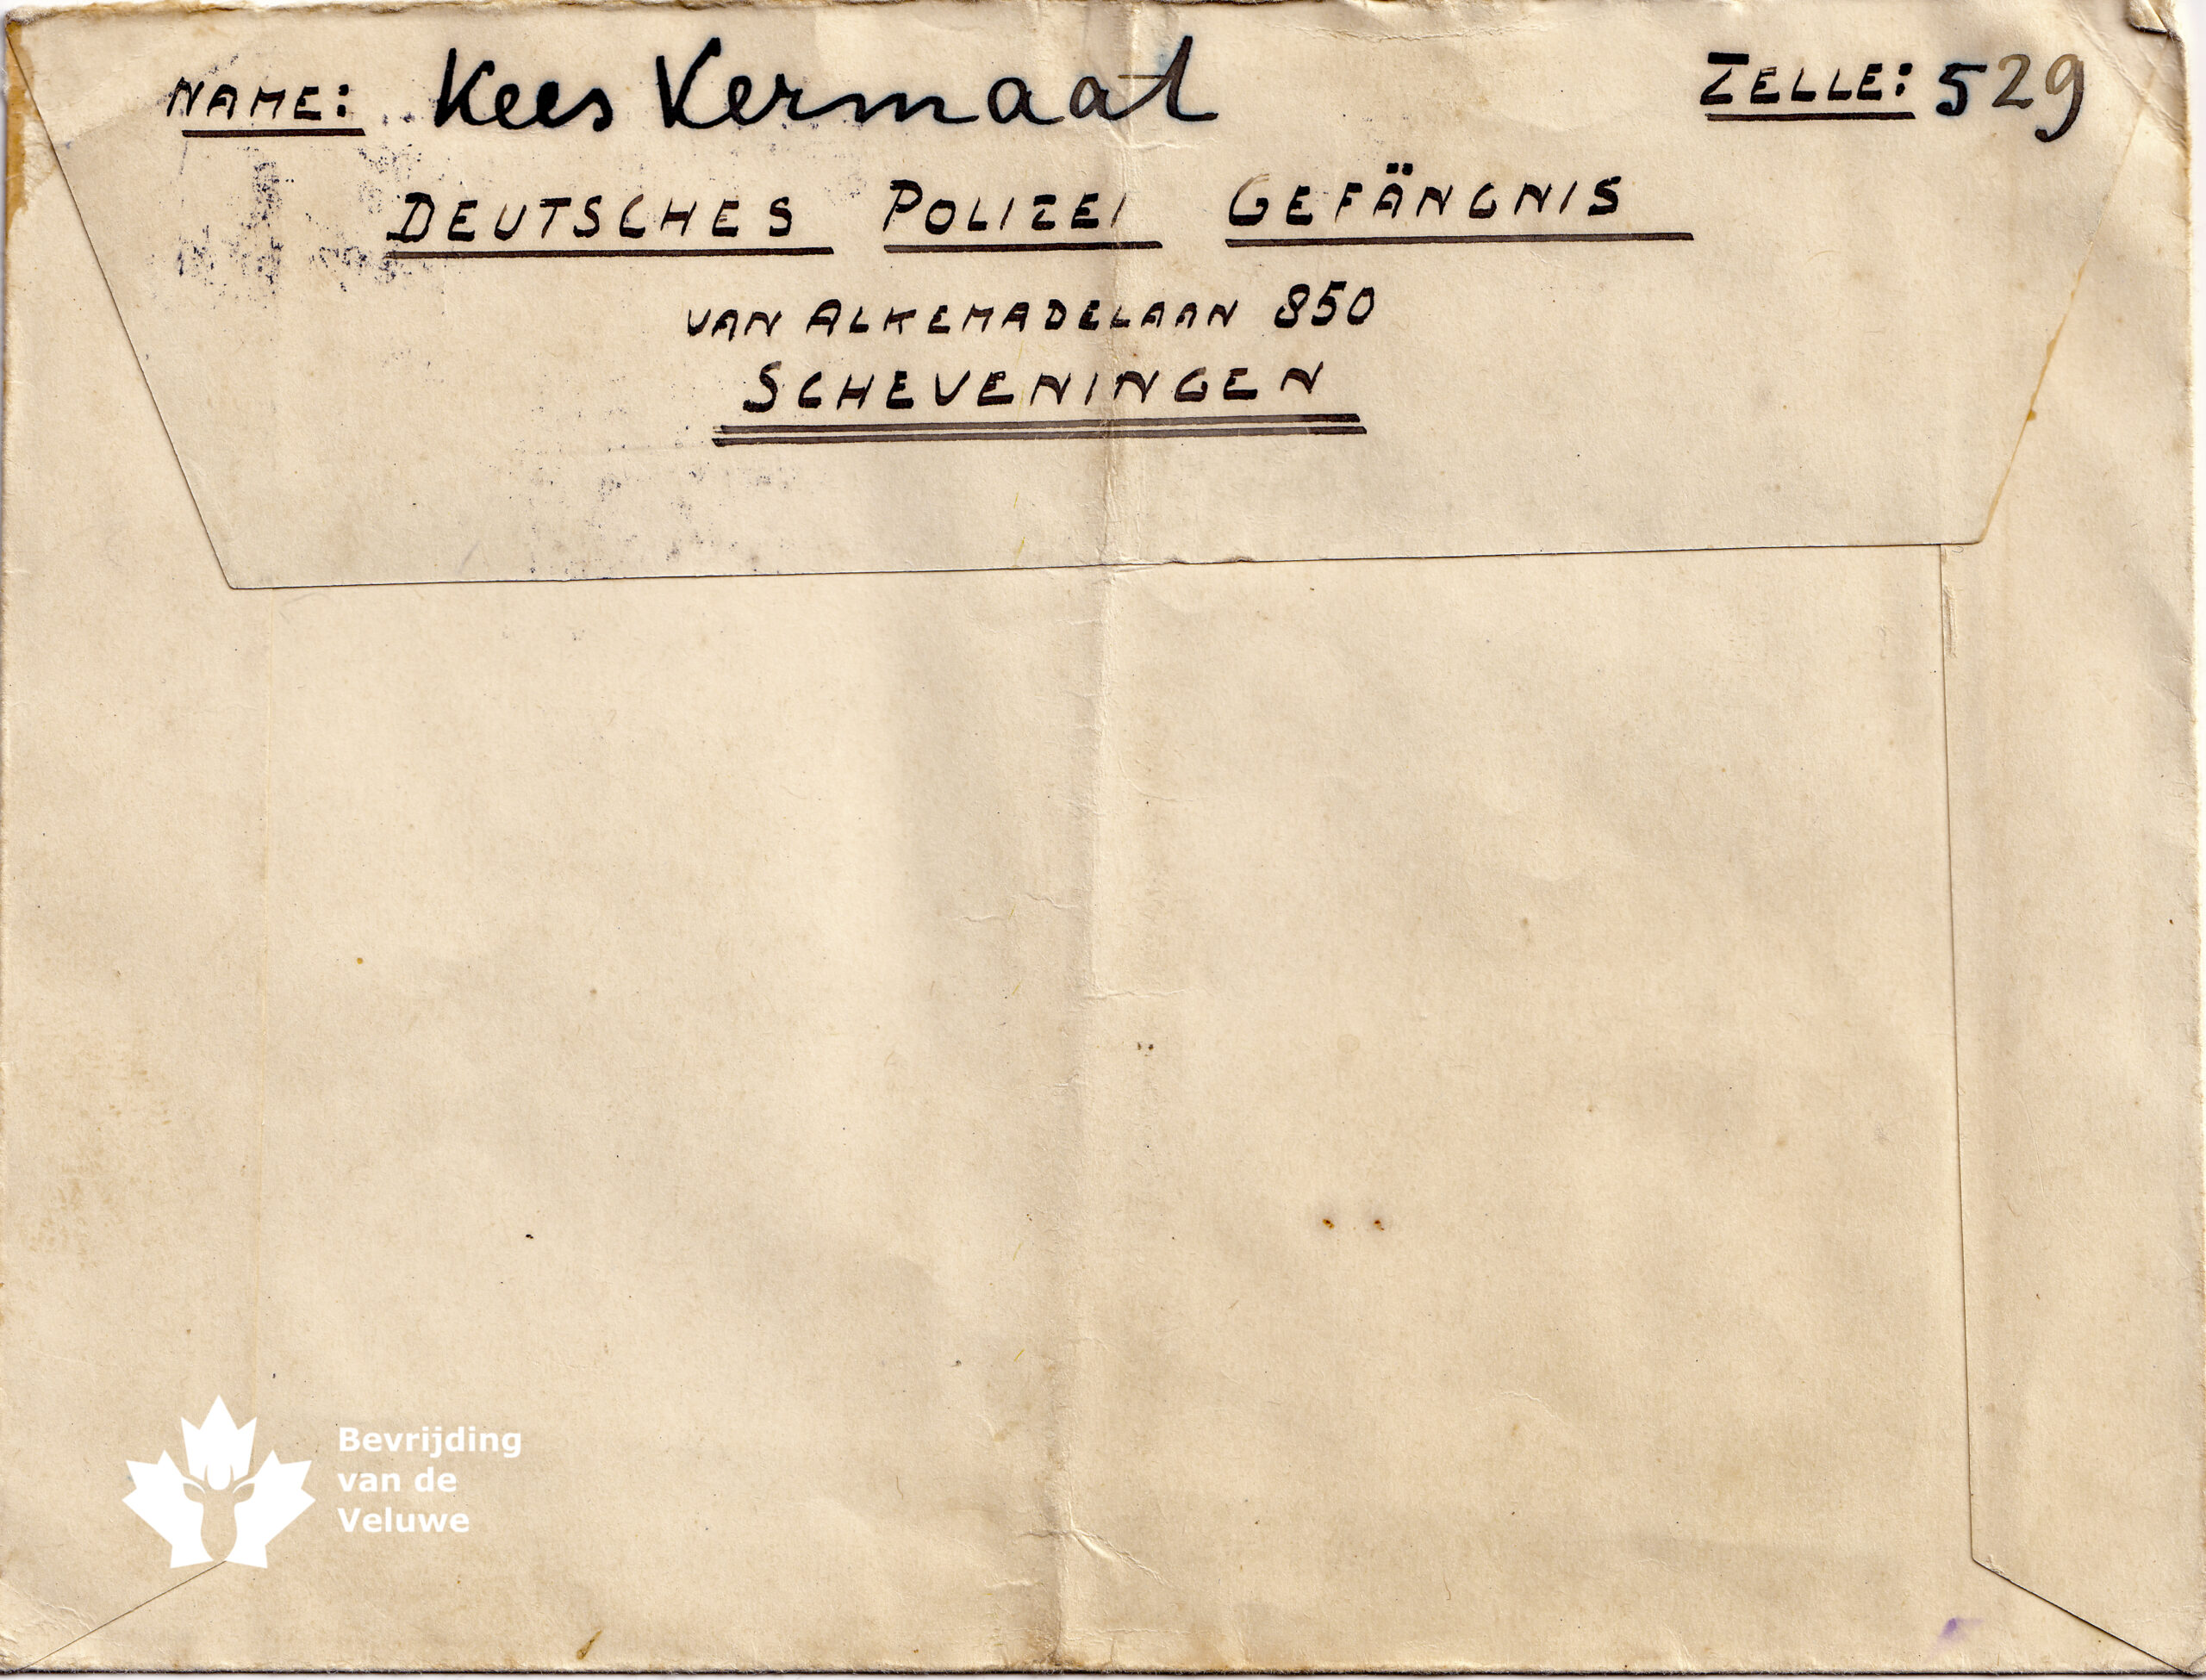 NAME: Kees Vermaat ZELLE: 529
DEUTSCHES POLIZEI GEFÄNGNIS
VAN ALKEMADELAAN 850
SCHEVENINGEN
Bevrijding
van de
Veluwe